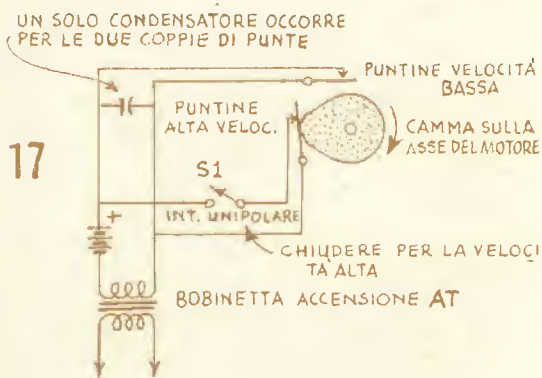 UN SOLO CONDENSATORE OCCORRE
PER LE DUE COPPIE DI PUNTE
PUNTINE VELOCITÀ
BASSA
PUNTINE
ALTA VELOC.
CAMMA SULLA
ASSE DEL MOTORE
17
S1
+
INT. UNIPOLARE
CHIUDERE PER LA VELOCI
TA ALTA
BOBINETTA ACCENSIONE AT